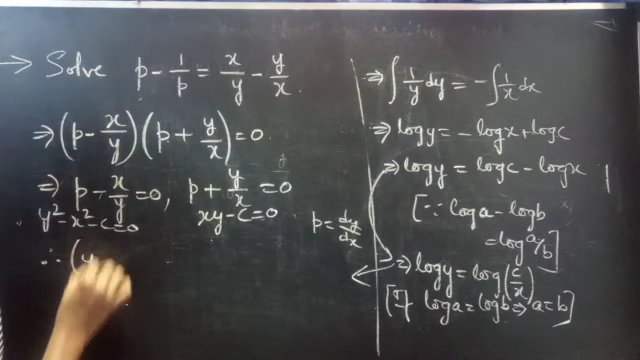 → Solve p - 1/p = x/y - y/x
⇒ (p - x/y)(p + y/x) = 0
⇒ p - x/y = 0, p + y/x = 0
y² - x² - c = 0 xy - c = 0
p = dy/dx
∴ (y
⇒ ∫ 1/y dy = - ∫ 1/x dx
⇒ log y = - log x + log c
⇒ log y = log c - log x
[∵ log a - log b
= log a/b]
⇒ log y = log (c/x)
[If log a = log b ⇒ a = b]